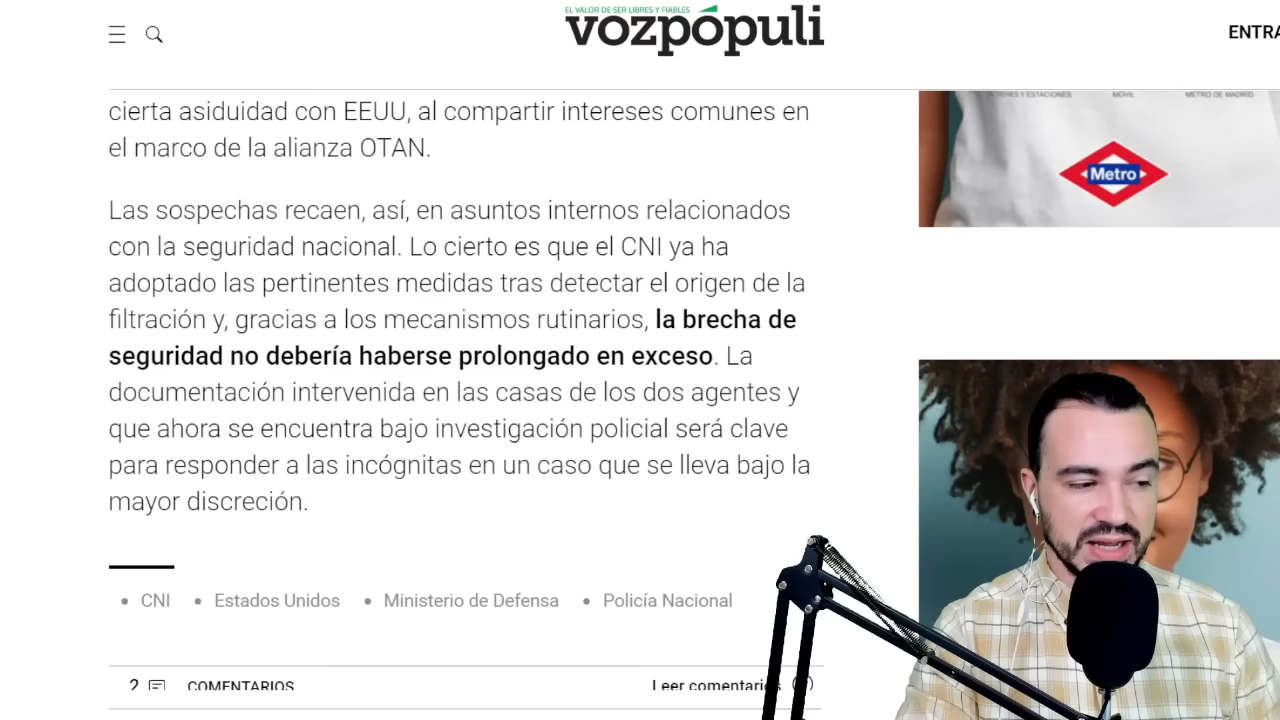 EL VALOR DE SER LIBRES Y FIABLES
vozpópuli
ENTRA
cierta asiduidad con EEUU, al compartir intereses comunes en
el marco de la alianza OTAN.
Las sospechas recaen, así, en asuntos internos relacionados
con la seguridad nacional. Lo cierto es que el CNI ya ha
adoptado las pertinentes medidas tras detectar el origen de la
filtración y, gracias a los mecanismos rutinarios, la brecha de
seguridad no debería haberse prolongado en exceso. La
documentación intervenida en las casas de los dos agentes y
que ahora se encuentra bajo investigación policial será clave
para responder a las incógnitas en un caso que se lleva bajo la
mayor discreción.
• CNI • Estados Unidos • Ministerio de Defensa • Policía Nacional
2 COMENTARIOS Leer comentarios
Y ESTACIONES MÓVIL METRO DE MADRID
Metro